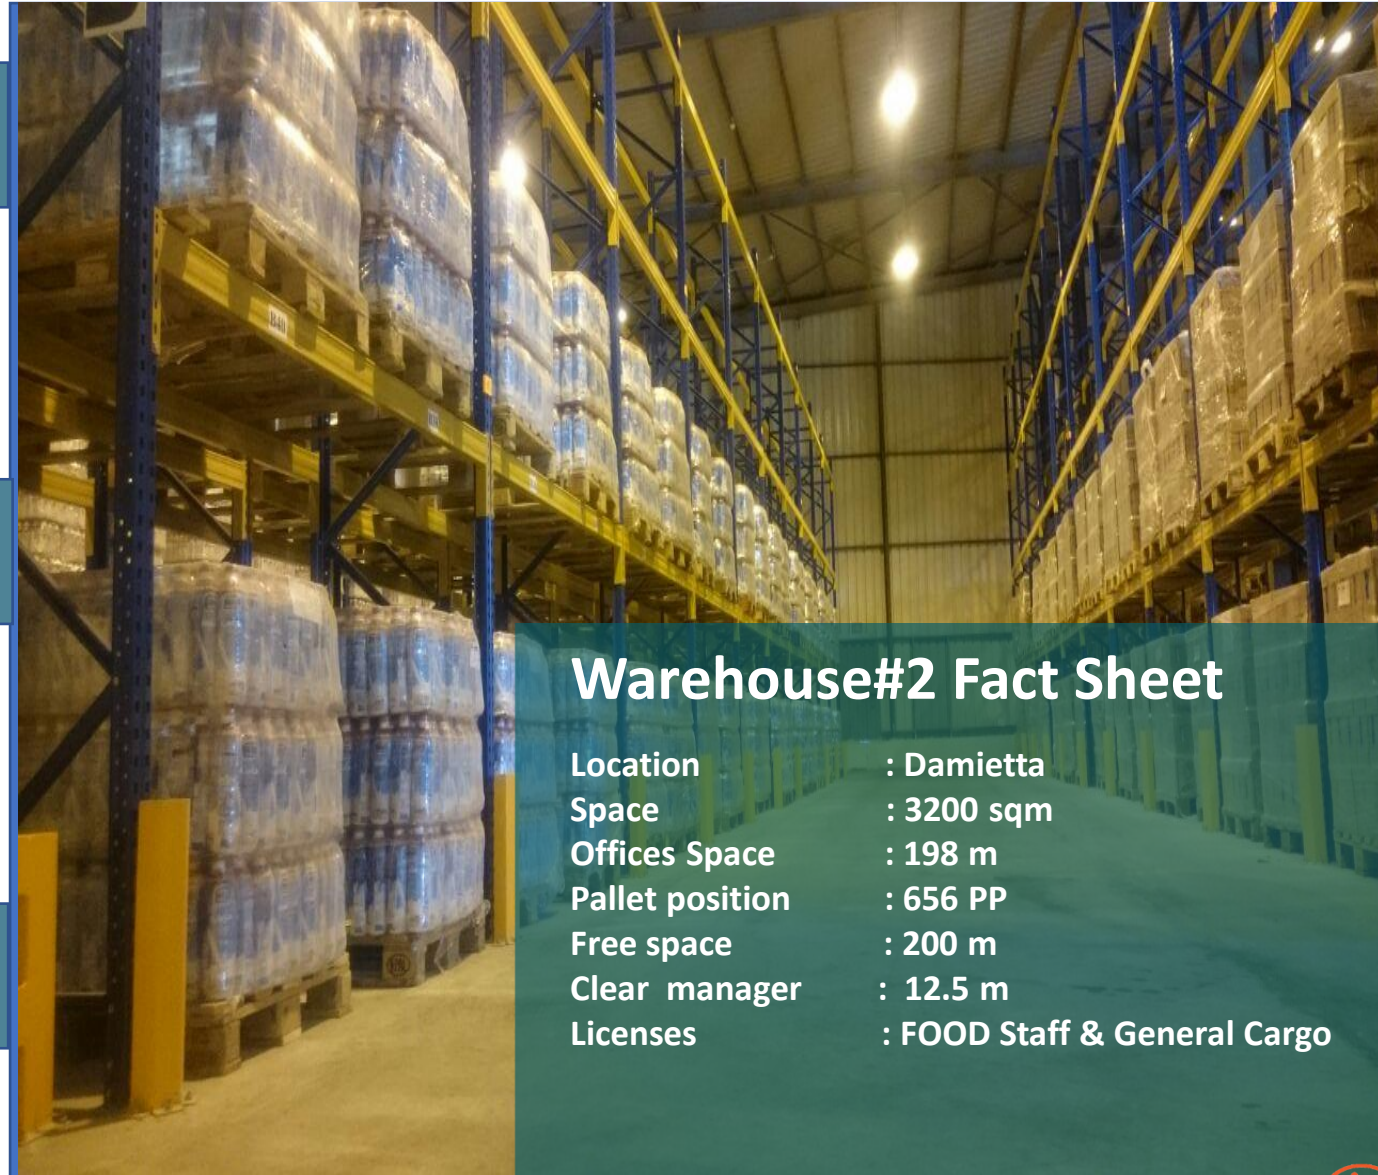 Warehouse#2 Fact Sheet
Location : Damietta
Space : 3200 sqm
Offices Space : 198 m
Pallet position : 656 PP
Free space : 200 m
Clear manager : 12.5 m
Licenses : FOOD Staff & General Cargo